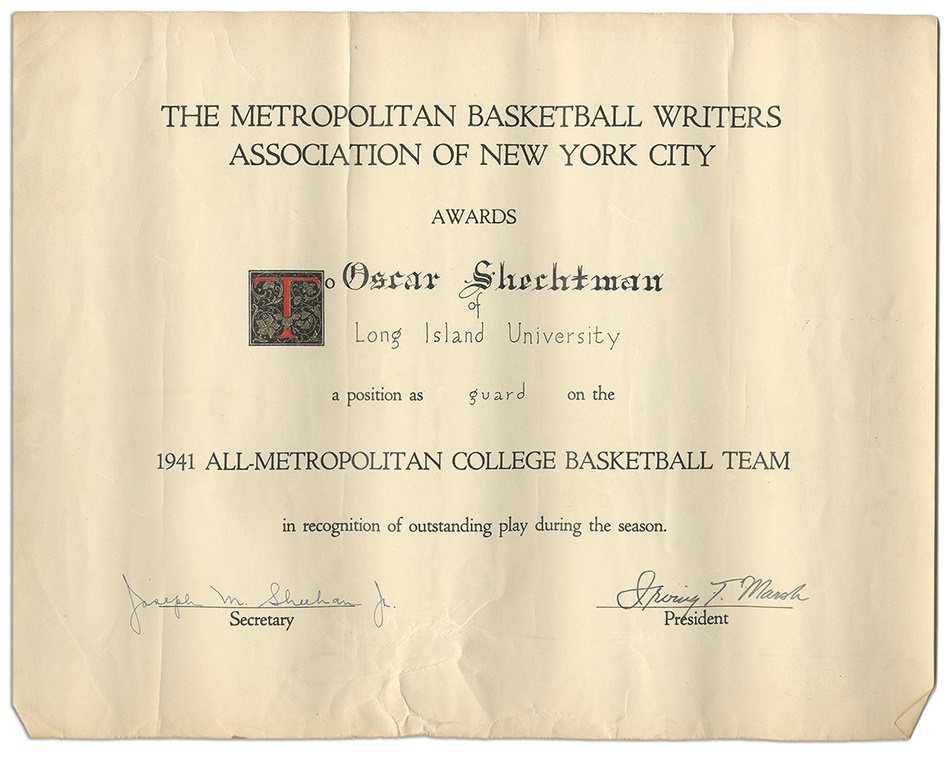 THE METROPOLITAN BASKETBALL WRITERS
ASSOCIATION OF NEW YORK CITY
AWARDS
To Oscar Shechtman
of
Long Island University
a position as guard on the
1941 ALL-METROPOLITAN COLLEGE BASKETBALL TEAM
in recognition of outstanding play during the season.
Joseph M. Sheehan Jr. Irving T. Marsh
Secretary President